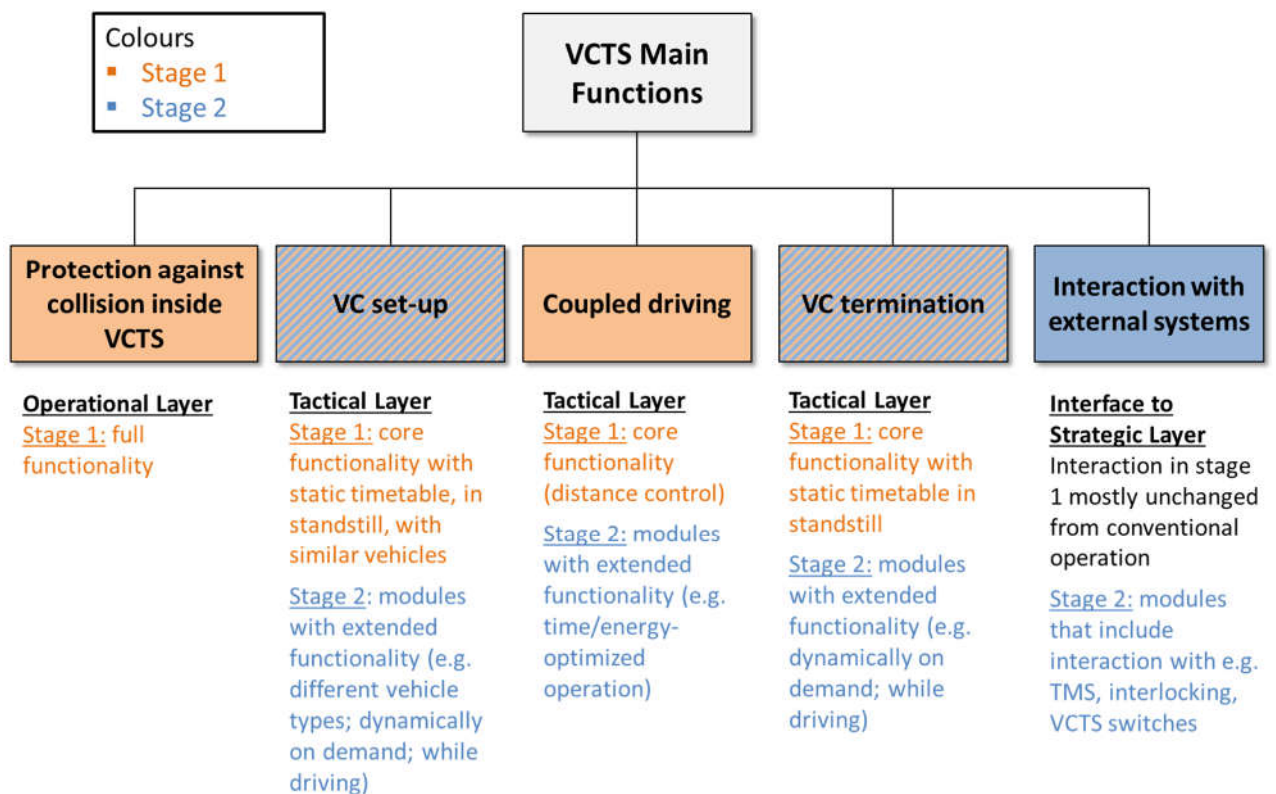 Colours
▪ Stage 1
▪ Stage 2
VCTS Main
Functions
Protection against
collision inside
VCTS
VC set-up
Coupled driving
VC termination
Interaction with
external systems
Operational Layer
Stage 1: full
functionality
Tactical Layer
Stage 1: core
functionality with
static timetable, in
standstill, with
similar vehicles
Stage 2: modules
with extended
functionality (e.g.
different vehicle
types; dynamically
on demand; while
driving)
Tactical Layer
Stage 1: core
functionality
(distance control)
Stage 2: modules
with extended
functionality (e.g.
time/energy-
optimized
operation)
Tactical Layer
Stage 1: core
functionality with
static timetable in
standstill
Stage 2: modules
with extended
functionality (e.g.
dynamically on
demand; while
driving)
Interface to
Strategic Layer
Interaction in stage
1 mostly unchanged
from conventional
operation
Stage 2: modules
that include
interaction with e.g.
TMS, interlocking,
VCTS switches